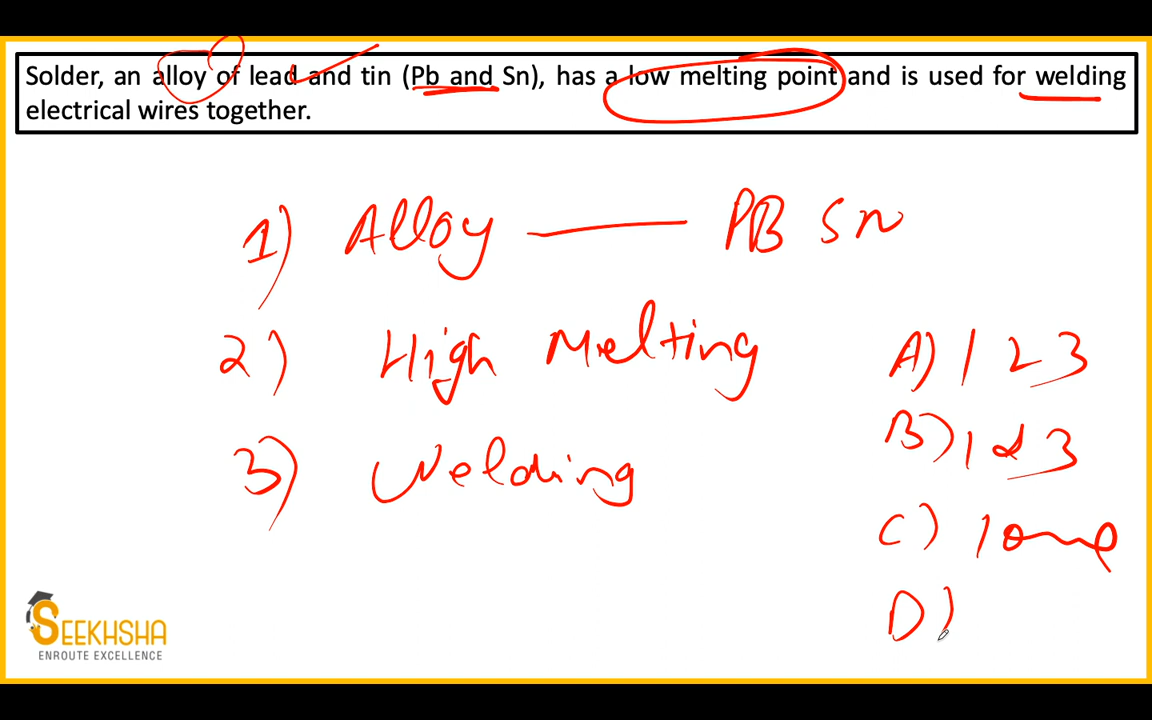 Solder, an alloy of lead and tin (Pb and Sn), has a low melting point and is used for welding
electrical wires together.
1) Alloy — PB Sn
2) High Melting
3) Welding
A) 1 2 3
B) 1 & 3
C) 1
D)
SEEKHSHA
ENROUTE EXCELLENCE